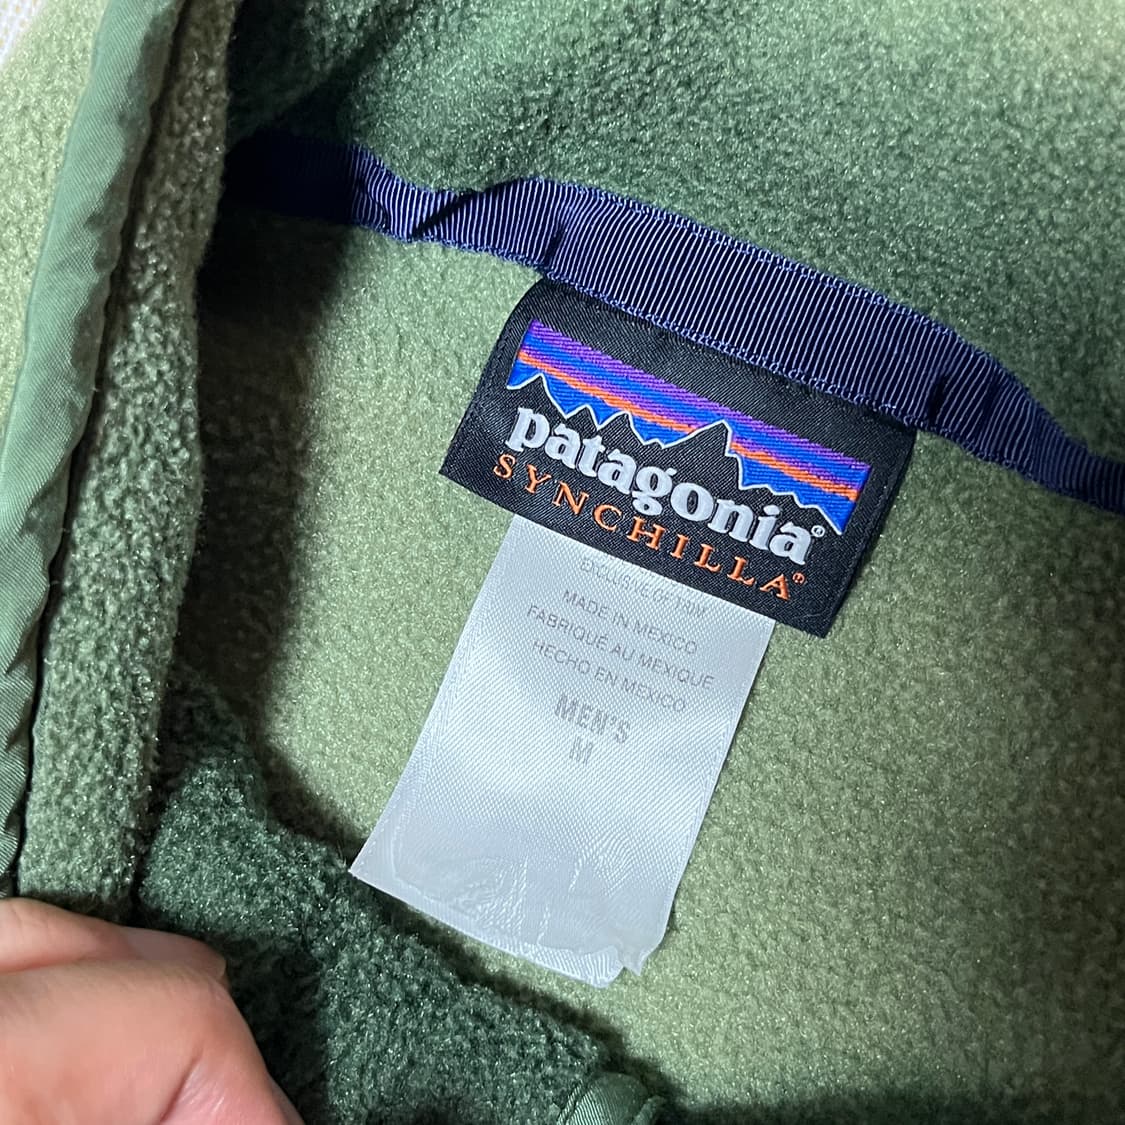 patagonia®
SYNCHILLA®
EXCLUSIVE OF TRIM
MADE IN MEXICO
FABRIQUÉ AU MEXIQUE
HECHO EN MEXICO
MEN'S
M